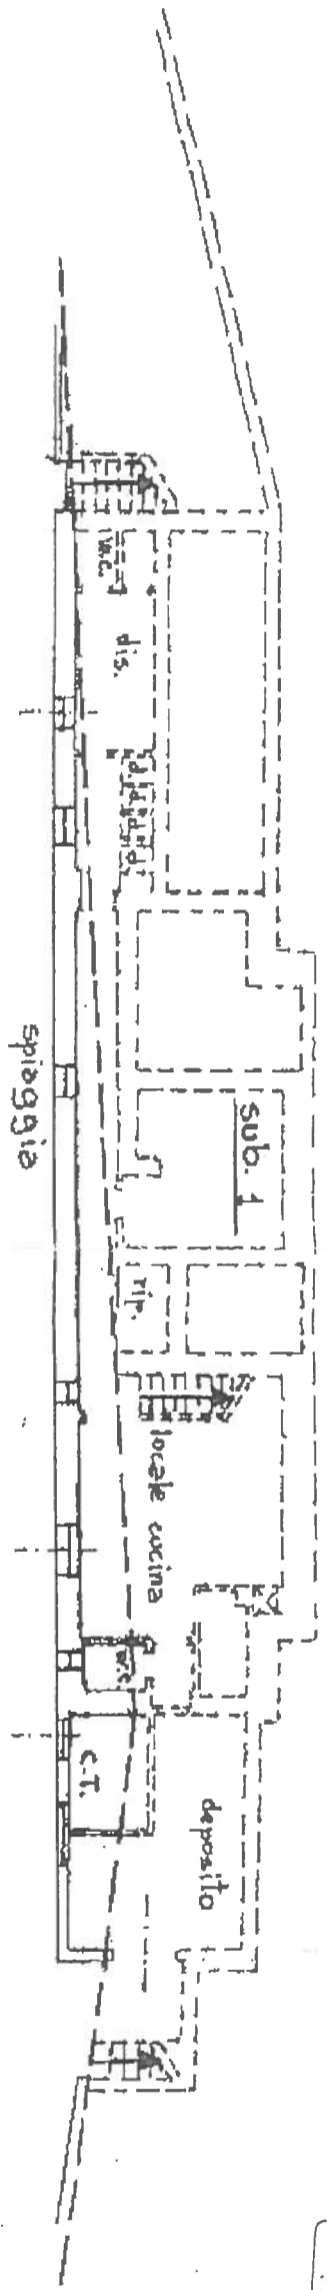 w.c.
dis.
d.
d.
d.
d.
spiaggia
sub. 1
rip.
locale cucina
w.c.
C.T.
deposito